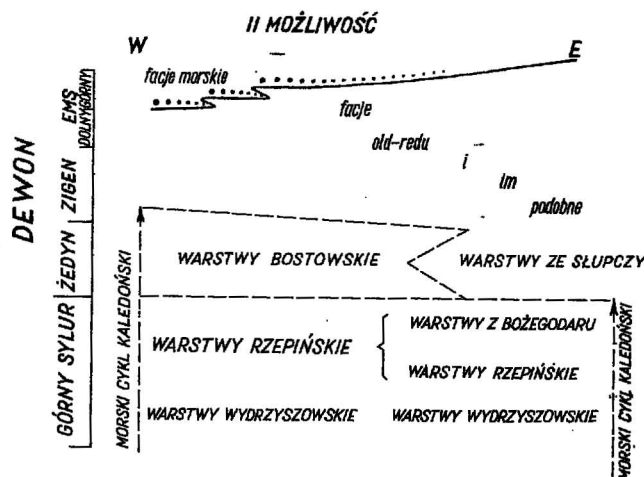 II MOŻLIWOŚĆ
W
E
facje morskie
facje
old-redu
i
im
podobne
DEWON
EMS
DOLNY GÓRNY
ZIGEN
ŻEDYN
GÓRNY SYLUR
MORSKI CYKL KALEDOŃSKI
WARSTWY BOSTOWSKIE
WARSTWY ZE SŁUPCZY
WARSTWY RZEPIŃSKIE
WARSTWY Z BOŻEGODARU
WARSTWY RZEPIŃSKIE
WARSTWY WYDRZYSZOWSKIE
WARSTWY WYDRZYSZOWSKIE
MORSKI CYKL KALEDOŃSKI